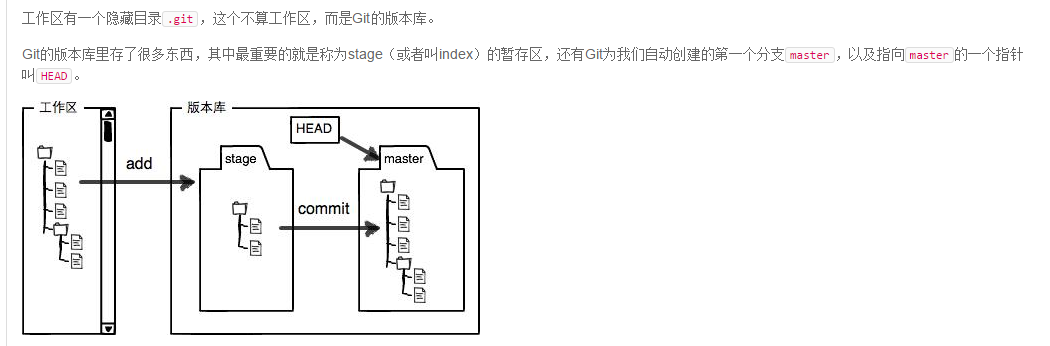 工作区有一个隐藏目录.git，这个不算工作区，而是Git的版本库。
Git的版本库里存了很多东西，其中最重要的就是称为stage（或者叫index）的暂存区，还有Git为我们自动创建的第一个分支master，以及指向master的一个指针
叫HEAD。
工作区
版本库
HEAD
stage
master
add
commit